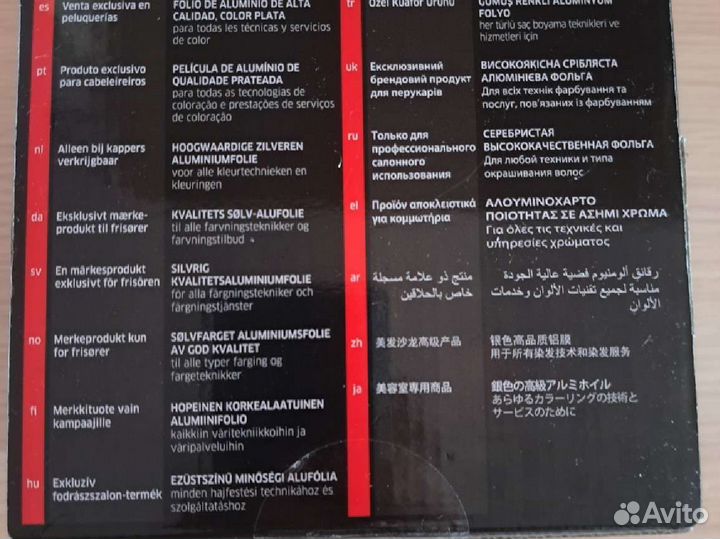 es
Venta exclusiva en
peluquerías
FOLIO DE ALUMINIO DE ALTA
CALIDAD, COLOR PLATA
para todas les técnicas y servicios
de color
pt
Produto exclusivo
para cabeleireiros
PELÍCULA DE ALUMÍNIO DE
QUALIDADE PRATEADA
para todas as tecnologias de
coloração e prestações de serviços
de coloração
nl
Alleen bij kappers
verkrijgbaar
HOOGWAARDIGE ZILVEREN
ALUMINIUMFOLIE
voor alle kleurtechnieken en
kleuringen
da
Eksklusivt mærke-
produkt til frisører
KVALITETS SØLV-ALUFOLIE
til alle farvningsteknikker og
farvningstilbud
sv
En märkesprodukt
exklusivt för frisören
SILVRIG
KVALITETSALUMINIUMFOLIE
för alla färgningstekniker och
färgningstjänster
no
Merkeprodukt kun
for frisører
SØLVFARGET ALUMINIUMSFOLIE
AV GOD KVALITET
til alle typer farging og
fargeteknikker
fi
Merkkituote vain
kampaajille
HOPEINEN KORKEALAATUINEN
ALUMIINIFOLIO
kaikkiin väritekniikkoihin ja
väripalveluihin
hu
Exkluzív
fodrászszalon-termék
EZÜSTSZÍNŰ MINŐSÉGI ALUFÓLIA
minden hajfestési technikához és
szolgáltatáshoz
tr
Özel Kuaför Ürünü
GÜMÜŞ RENKLİ ALÜMİNYUM
FOLYO
her türlü saç boyama teknikleri ve
hizmetleri için
uk
Ексклюзивний
брендовий продукт
для перукарів
ВИСОКОЯКІСНА СРІБЛЯСТА
АЛЮМІНІЄВА ФОЛЬГА
Для всіх технік фарбування та
послуг, пов'язаних із фарбуванням
ru
Только для
профессионального
салонного
использования
СЕРЕБРИСТАЯ
ВЫСОКОКАЧЕСТВЕННАЯ ФОЛЬГА
Для любой техники и типа
окрашивания волос
el
Προϊόν αποκλειστικά
για κομμωτήρια
ΑΛΟΥΜΙΝΟΧΑΡΤΟ
ΠΟΙΟΤΗΤΑΣ ΣΕ ΑΣΗΜΙ ΧΡΩΜΑ
Για όλες τις τεχνικές και
υπηρεσίες χρώματος
ar
منتج ذو علامة مسجلة
خاص بالحلاقين
رقائق ألومنيوم فضية عالية الجودة
مناسبة لجميع تقنيات الألوان وخدمات
الألوان
zh
美发沙龙高级产品
银色高品质铝膜
用于所有染发技术和染发服务
ja
美容室専用商品
銀色の高級アルミホイル
あらゆるカラーリングの技術と
サービスのために
Avito